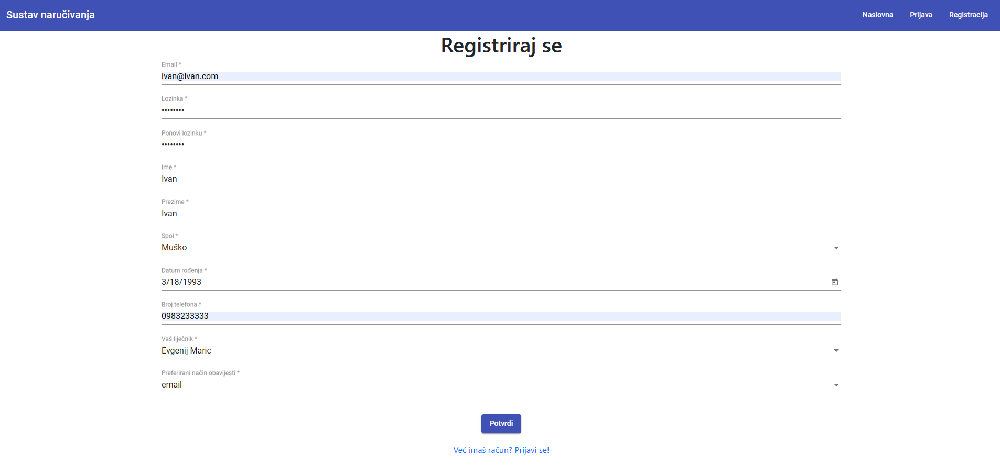 Sustav naručivanja
Naslovna Prijava Registracija
Registriraj se
Email *
ivan@ivan.com
Lozinka *
••••••••
Ponovi lozinku *
••••••••
Ime *
Ivan
Prezime *
Ivan
Spol *
Muško
Datum rođenja *
3/18/1993
Broj telefona *
0983233333
Vaš liječnik *
Evgenij Maric
Preferirani način obavijesti *
email
Potvrdi
Već imaš račun? Prijavi se!